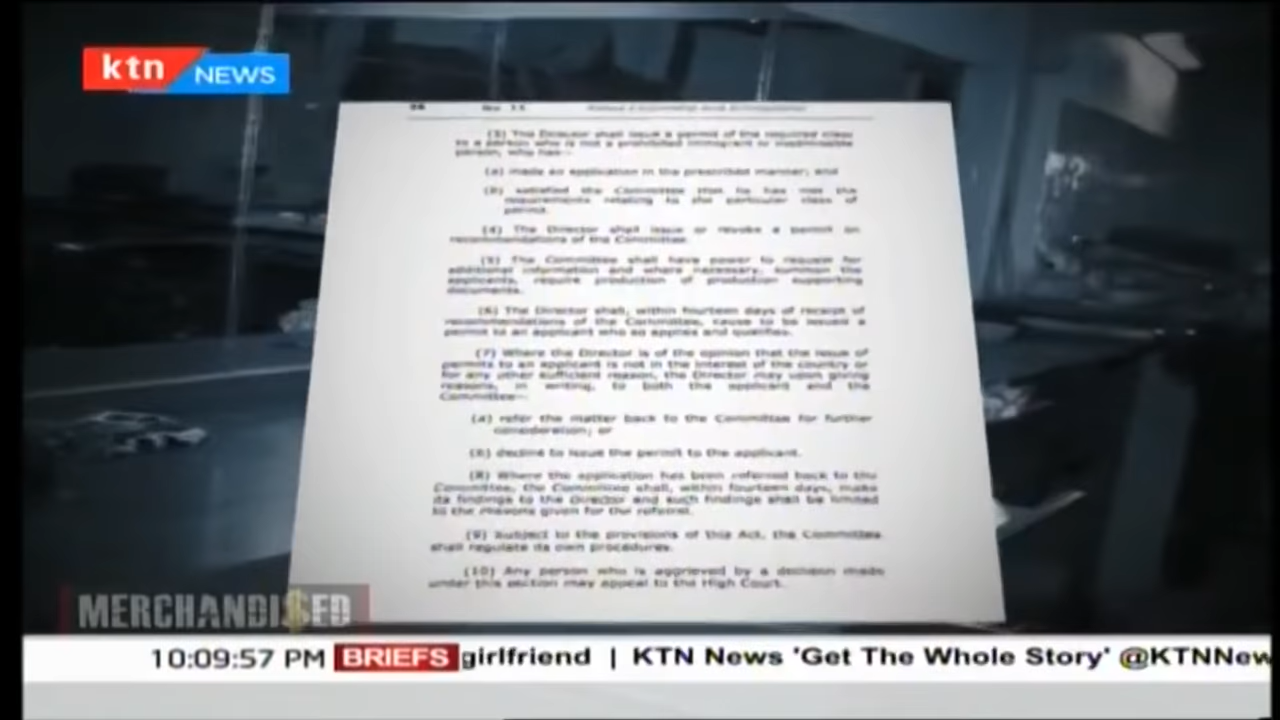 ktn NEWS
(3) The Director shall issue a permit of the required class
to a person who is not a prohibited immigrant or inadmissible
person, who has—
(a) made an application in the prescribed manner; and
(b) satisfied the Committee that he has met the
requirements relating to the particular class of
permit.
(4) The Director shall issue or revoke a permit on
recommendations of the Committee.
(5) The Committee shall have power to request for
additional information and where necessary, summon the
applicants, require production of production supporting
documents.
(6) The Director shall, within fourteen days of receipt of
recommendations of the Committee, cause to be issued a
permit to an applicant who so applies and qualifies.
(7) Where the Director is of the opinion that the issue of
permits to an applicant is not in the interest of the country or
for any other sufficient reason, the Director may upon giving
reasons, in writing, to both the applicant and the
Committee—
(a) refer the matter back to the Committee for further
consideration; or
(b) decline to issue the permit to the applicant.
(8) Where the application has been referred back to the
Committee, the Committee shall, within fourteen days, make
its findings to the Director and such findings shall be limited
to the reasons given for the referral.
(9) Subject to the provisions of this Act, the Committee
shall regulate its own procedures.
(10) Any person who is aggrieved by a decision made
under this section may appeal to the High Court.
MERCHANDI$ED
10:09:57 PM BRIEFS girlfriend | KTN News 'Get The Whole Story' @KTNNew